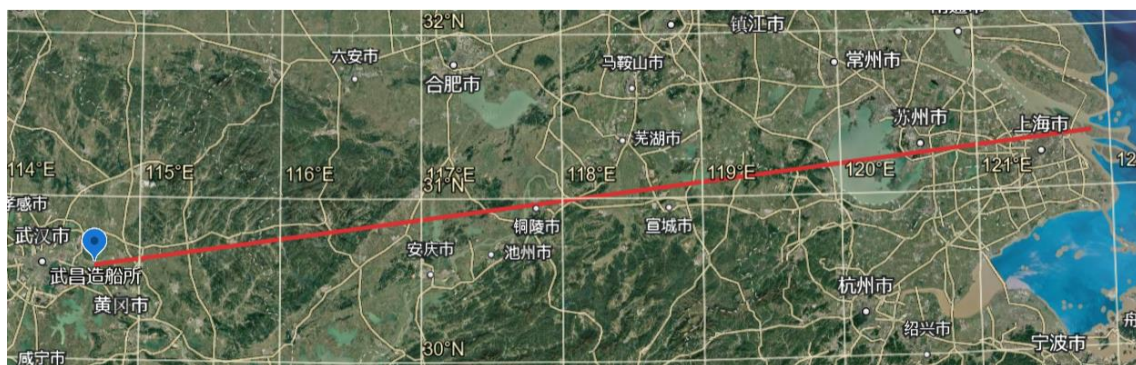 32°N
镇江市
六安市
合肥市
马鞍山市
常州市
芜湖市
苏州市
上海市
114°E
115°E
116°E
117°E
118°E
119°E
120°E
121°E
31°N
孝感市
武汉市
铜陵市
宣城市
安庆市
池州市
武昌造船所
黄冈市
杭州市
绍兴市
宁波市
30°N
咸宁市